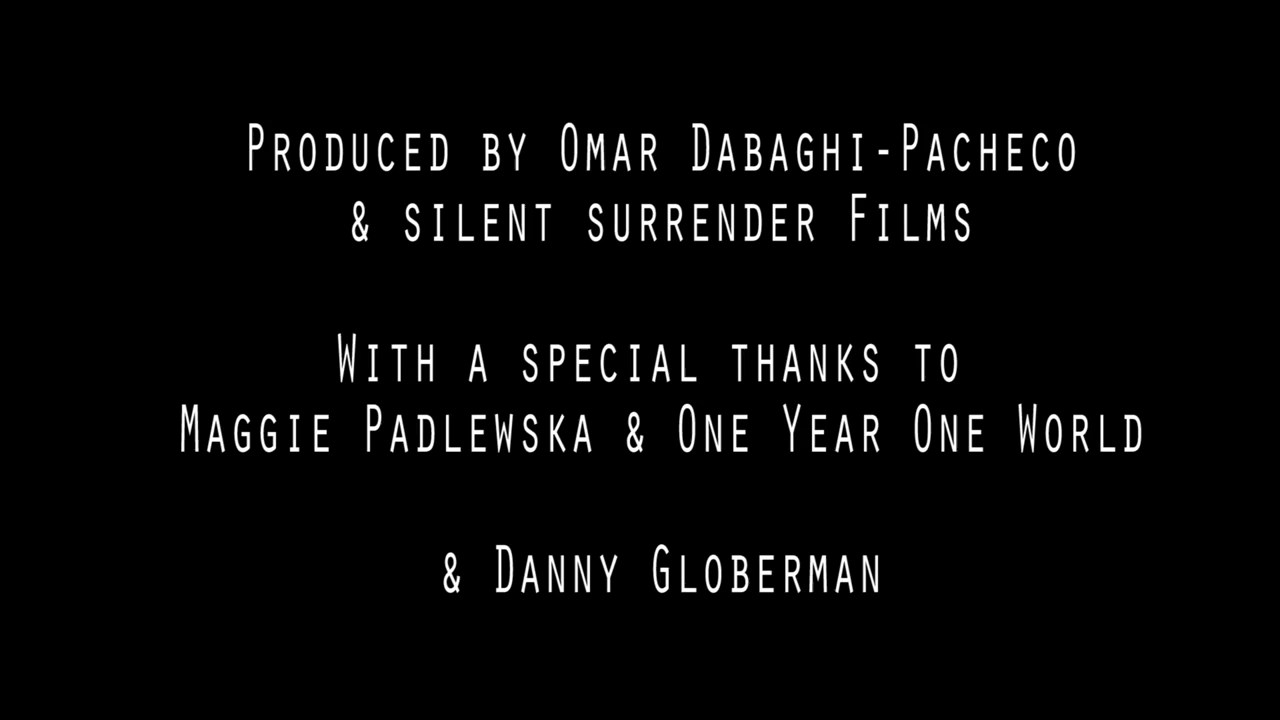 Produced by Omar Dabaghi-Pacheco
& silent surrender Films
With a special thanks to
Maggie Padlewska & One Year One World
& Danny Globerman